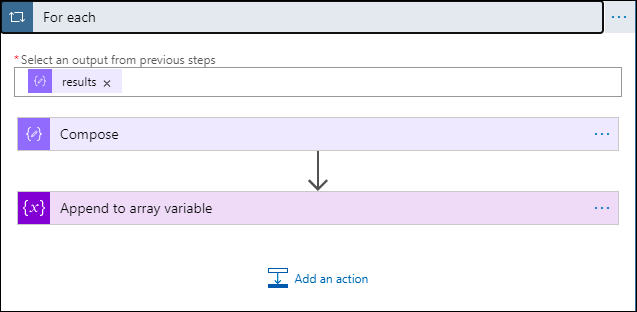 For each
* Select an output from previous steps
results ×
Compose
{x} Append to array variable
Add an action